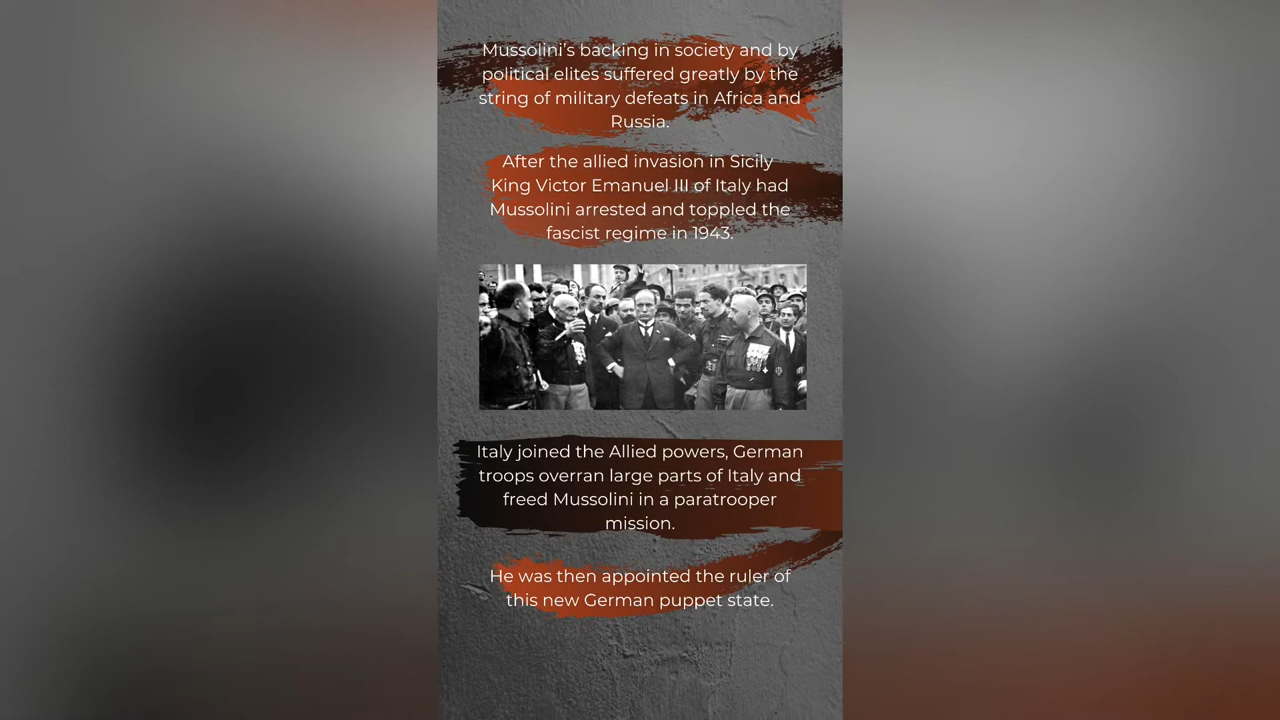 Mussolini's backing in society and by
political elites suffered greatly by the
string of military defeats in Africa and
Russia.
After the allied invasion in Sicily
King Victor Emanuel III of Italy had
Mussolini arrested and toppled the
fascist regime in 1943.
Italy joined the Allied powers, German
troops overran large parts of Italy and
freed Mussolini in a paratrooper
mission.
He was then appointed the ruler of
this new German puppet state.